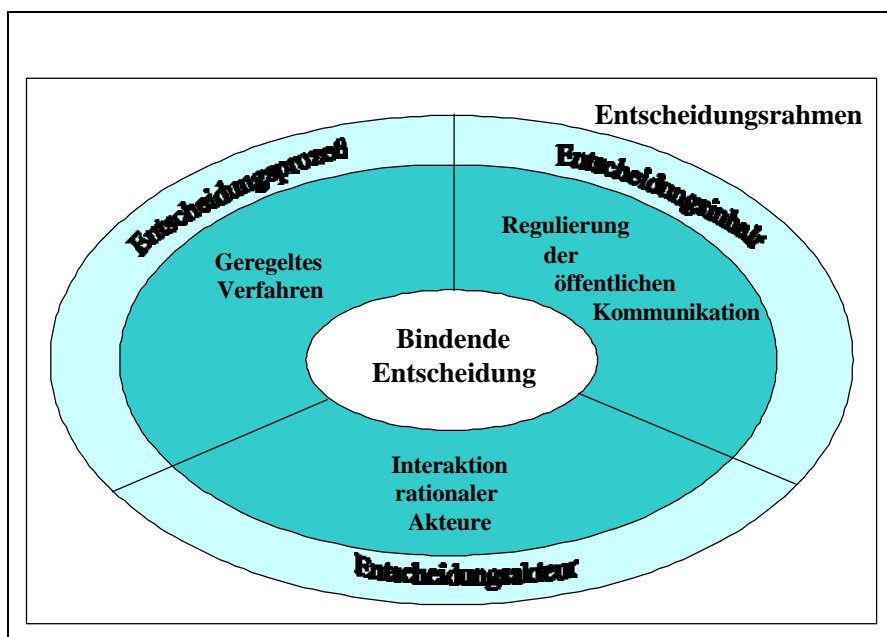 Entscheidungsrahmen
Entscheidungsprozeß
Entscheidungsinhalt
Geregeltes
Verfahren
Regulierung
der
öffentlichen
Kommunikation
Bindende
Entscheidung
Interaktion
rationaler
Akteure
Entscheidungsakteur